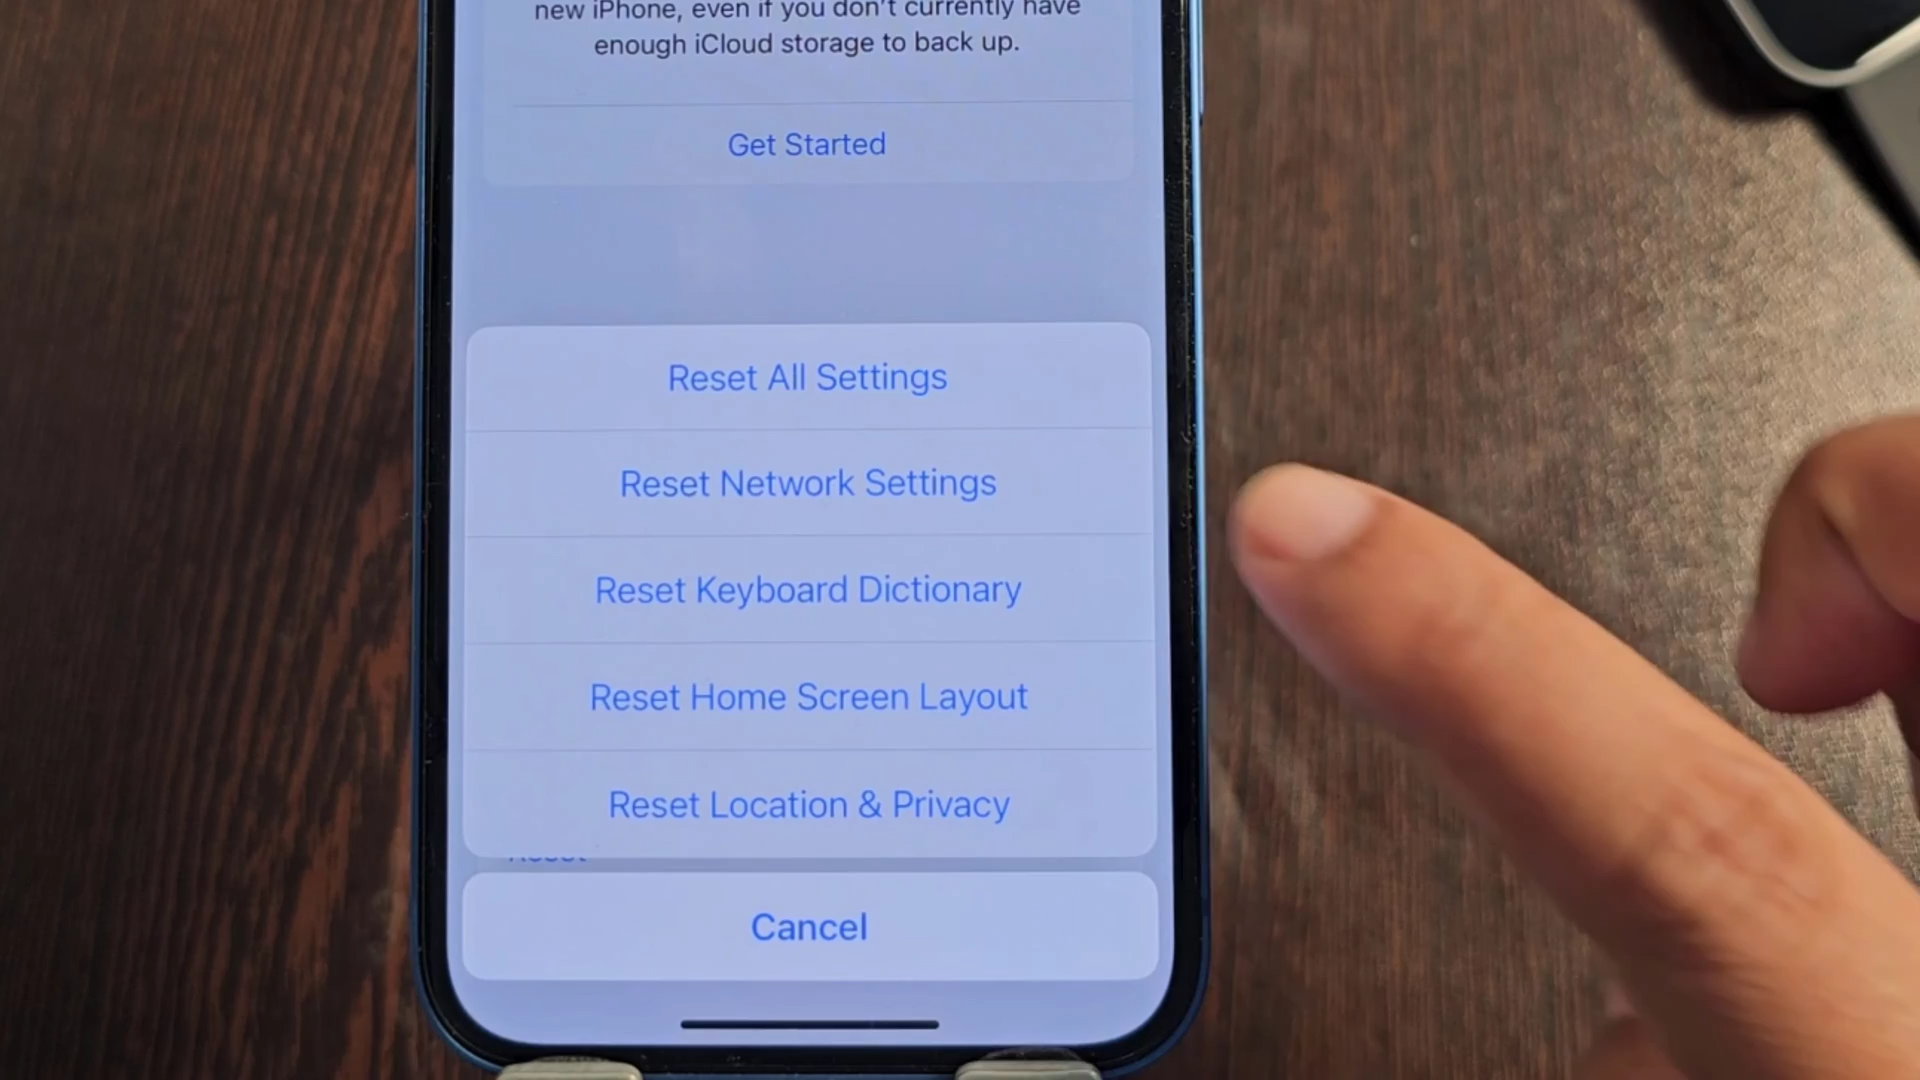 new iPhone, even if you don't currently have
enough iCloud storage to back up.
Get Started
Reset All Settings
Reset Network Settings
Reset Keyboard Dictionary
Reset Home Screen Layout
Reset Location & Privacy
Reset
Cancel